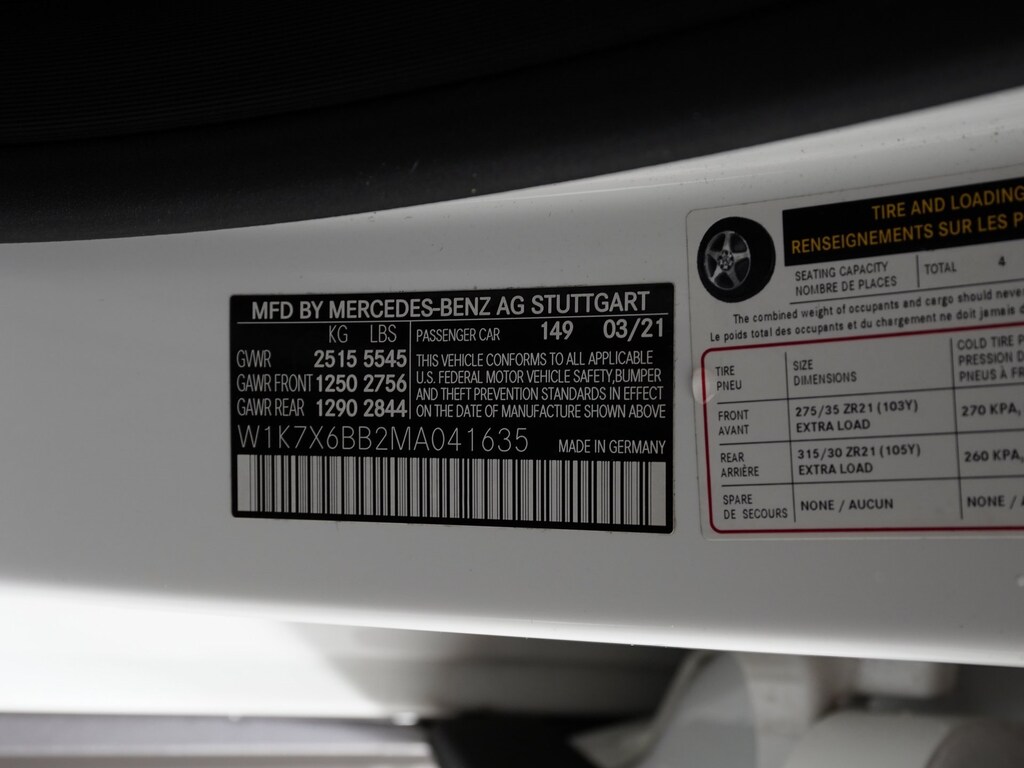 MFD BY MERCEDES-BENZ AG STUTTGART
KG LBS PASSENGER CAR 149 03/21
GVWR 2515 5545
GAWR FRONT 1250 2756
GAWR REAR 1290 2844
THIS VEHICLE CONFORMS TO ALL APPLICABLE
U.S. FEDERAL MOTOR VEHICLE SAFETY,BUMPER
AND THEFT PREVENTION STANDARDS IN EFFECT
ON THE DATE OF MANUFACTURE SHOWN ABOVE
W1K7X6BB2MA041635 MADE IN GERMANY
TIRE AND LOADING
RENSEIGNEMENTS SUR LES P
SEATING CAPACITY
NOMBRE DE PLACES
TOTAL 4
The combined weight of occupants and cargo should never
Le poids total des occupants et du chargement ne doit jamais
TIRE
PNEU
SIZE
DIMENSIONS
COLD TIRE P
PRESSION D
PNEUS À FR
FRONT
AVANT
275/35 ZR21 (103Y)
EXTRA LOAD
270 KPA,
REAR
ARRIÈRE
315/30 ZR21 (105Y)
EXTRA LOAD
260 KPA,
SPARE
DE SECOURS
NONE / AUCUN
NONE /